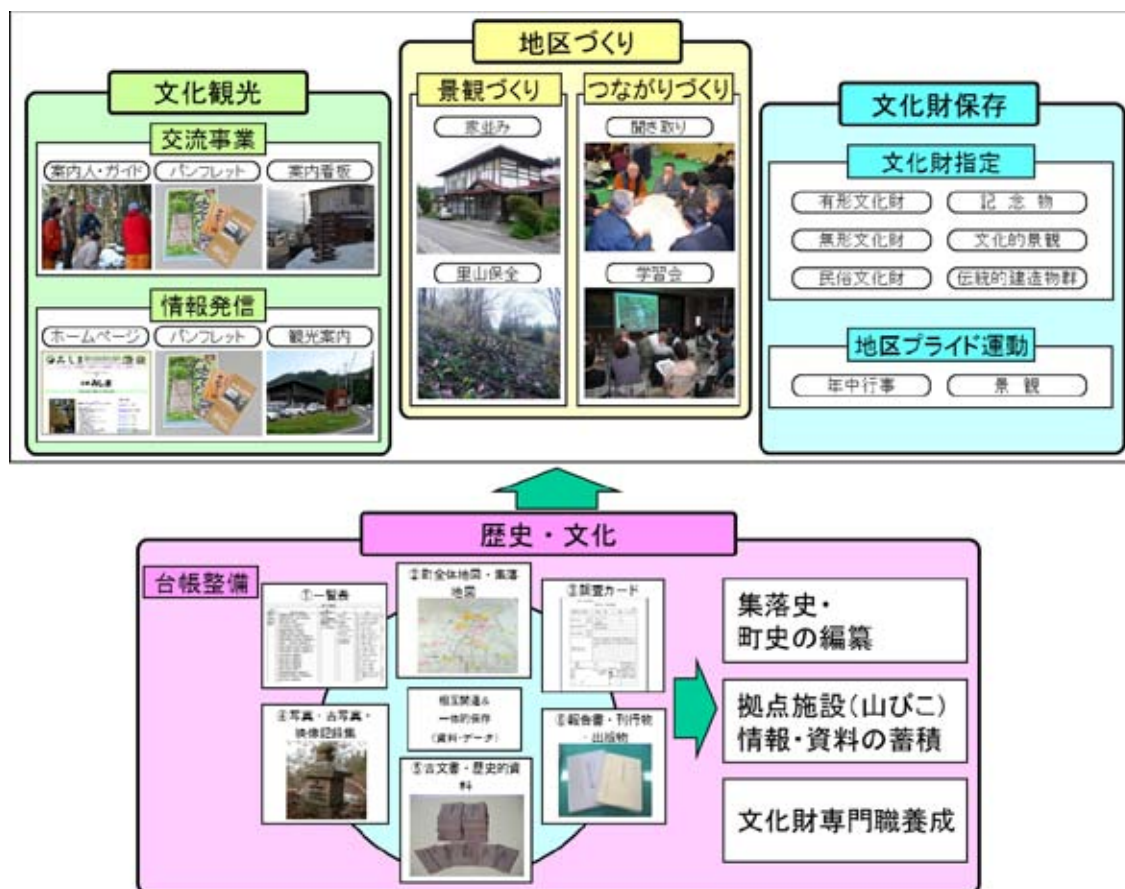 文化観光
交流事業
案内人・ガイド
パンフレット
案内看板
情報発信
ホームページ
パンフレット
観光案内
地区づくり
景観づくり
家並み
里山保全
つながりづくり
聞き取り
学習会
文化財保存
文化財指定
有形文化財
記念物
無形文化財
文化的景観
民俗文化財
伝統的建造物群
地区プライド運動
年中行事
景観
歴史・文化
台帳整備
①一覧表
②町全体地図・集落
地図
③調査カード
④写真・古写真・
映像記録集
相互関連&
一体的保存
(資料・データ)
⑥報告書・刊行物
・出版物
⑤古文書・歴史的資
料
集落史・
町史の編纂
拠点施設(山びこ)
情報・資料の蓄積
文化財専門職養成